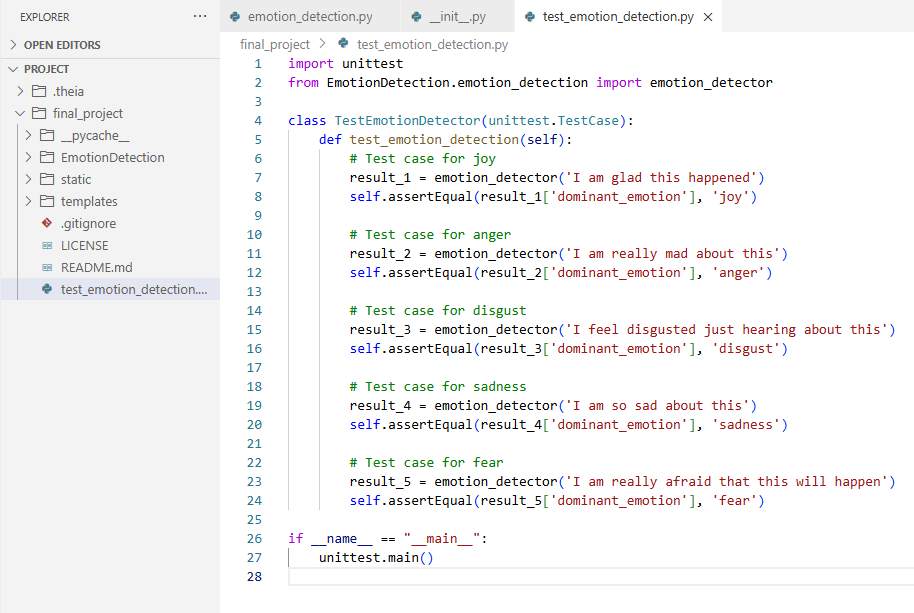 EXPLORER ...
OPEN EDITORS
PROJECT
.theia
final_project
__pycache__
EmotionDetection
static
templates
.gitignore
LICENSE
README.md
test_emotion_detection....
emotion_detection.py __init__.py test_emotion_detection.py ×
final_project > test_emotion_detection.py
1 import unittest
2 from EmotionDetection.emotion_detection import emotion_detector
3
4 class TestEmotionDetector(unittest.TestCase):
5     def test_emotion_detection(self):
6         # Test case for joy
7         result_1 = emotion_detector('I am glad this happened')
8         self.assertEqual(result_1['dominant_emotion'], 'joy')
9
10         # Test case for anger
11         result_2 = emotion_detector('I am really mad about this')
12         self.assertEqual(result_2['dominant_emotion'], 'anger')
13
14         # Test case for disgust
15         result_3 = emotion_detector('I feel disgusted just hearing about this')
16         self.assertEqual(result_3['dominant_emotion'], 'disgust')
17
18         # Test case for sadness
19         result_4 = emotion_detector('I am so sad about this')
20         self.assertEqual(result_4['dominant_emotion'], 'sadness')
21
22         # Test case for fear
23         result_5 = emotion_detector('I am really afraid that this will happen')
24         self.assertEqual(result_5['dominant_emotion'], 'fear')
25
26 if __name__ == "__main__":
27     unittest.main()
28